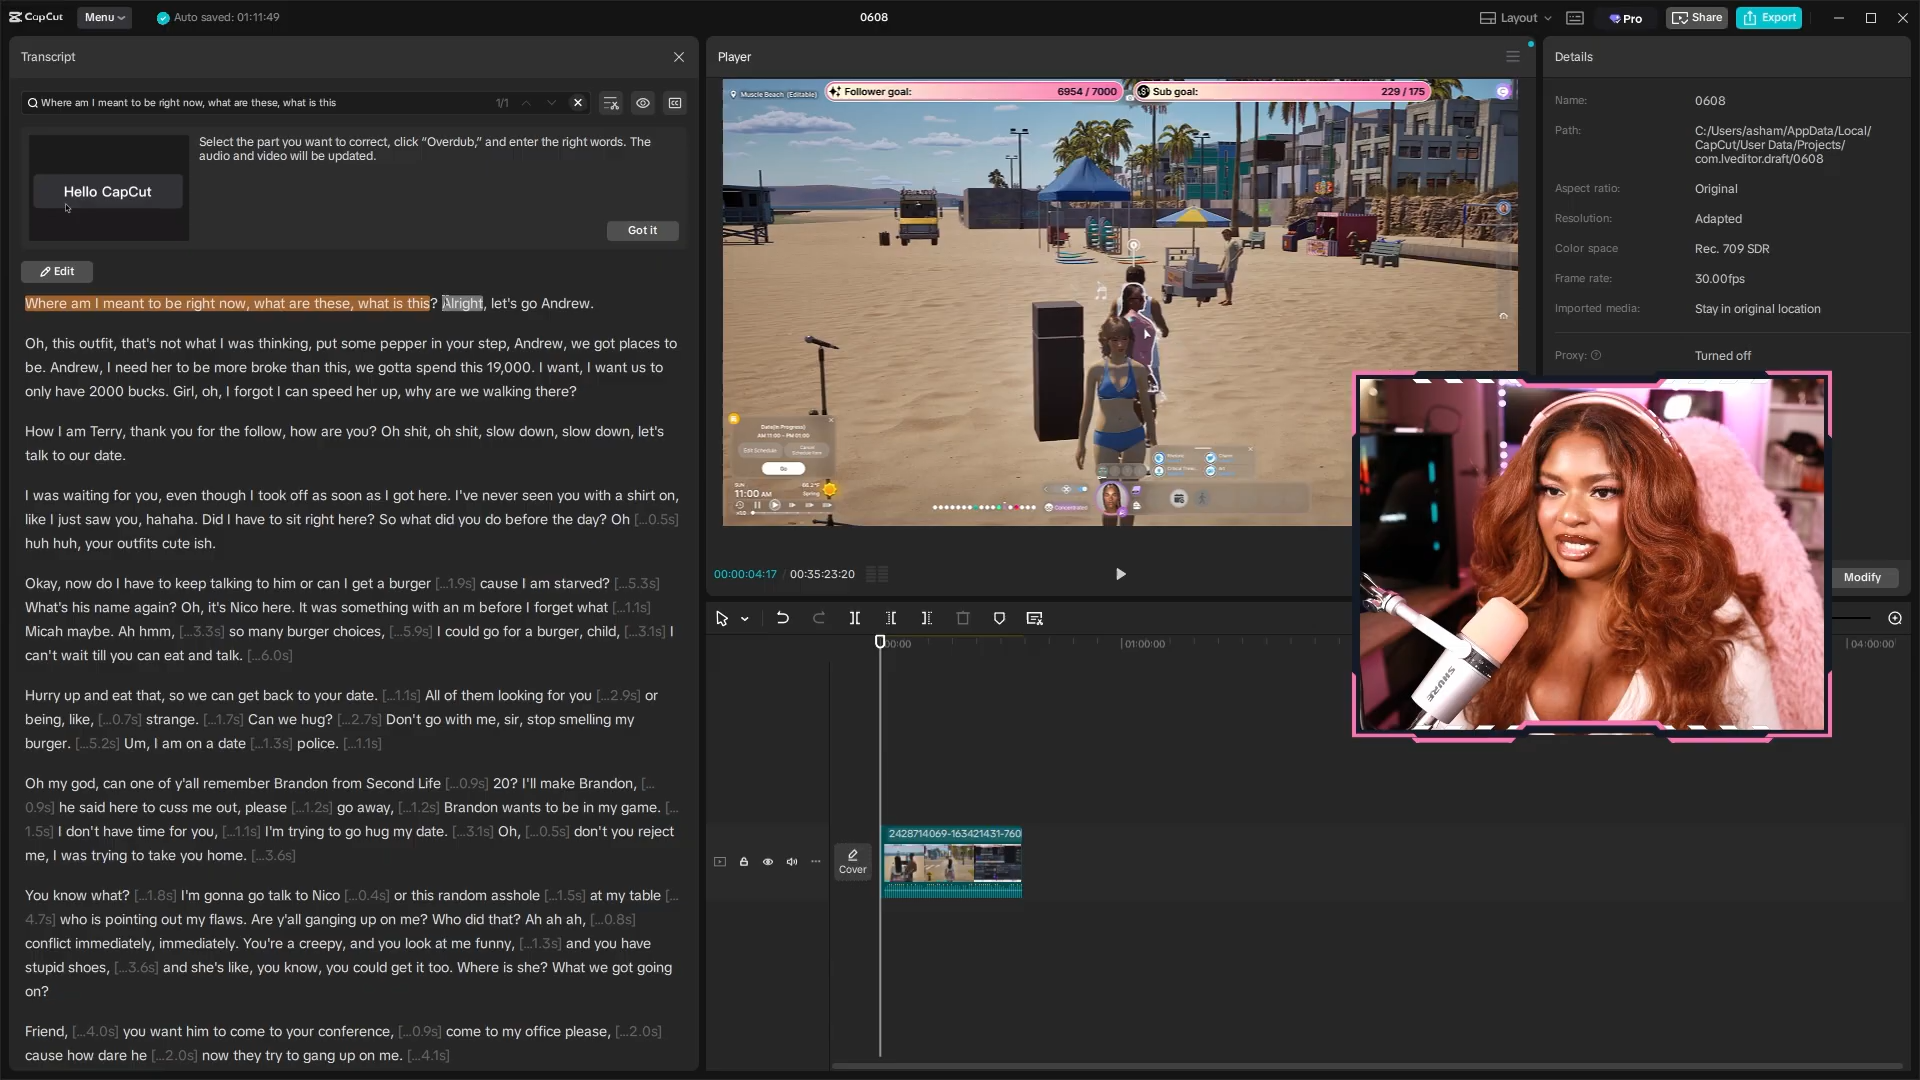 CapCut
Menu
Auto saved: 01:11:49
0608
Layout
Pro
Share
Export
Transcript
Where am I meant to be right now, what are these, what is this
1/1
Hello CapCut
Select the part you want to correct, click “Overdub,” and enter the right words. The
audio and video will be updated.
Got it
Edit
Where am I meant to be right now, what are these, what is this? Alright, let's go Andrew.
Oh, this outfit, that's not what I was thinking, put some pepper in your step, Andrew, we got places to
be. Andrew, I need her to be more broke than this, we gotta spend this 19,000. I want, I want us to
only have 2000 bucks. Girl, oh, I forgot I can speed her up, why are we walking there?
How I am Terry, thank you for the follow, how are you? Oh shit, oh shit, slow down, slow down, let's
talk to our date.
I was waiting for you, even though I took off as soon as I got here. I've never seen you with a shirt on,
like I just saw you, hahaha. Did I have to sit right here? So what did you do before the day? Oh [...0.5s]
huh huh, your outfits cute ish.
Okay, now do I have to keep talking to him or can I get a burger [...1.9s] cause I am starved? [...5.3s]
What's his name again? Oh, it's Nico here. It was something with an m before I forget what [...1.1s]
Micah maybe. Ah hmm, [...3.3s] so many burger choices, [...5.9s] I could go for a burger, child, [...3.1s] I
can't wait till you can eat and talk. [...6.0s]
Hurry up and eat that, so we can get back to your date. [...1.1s] All of them looking for you [...2.9s] or
being, like, [...0.7s] strange. [...1.7s] Can we hug? [...2.7s] Don't go with me, sir, stop smelling my
burger. [...5.2s] Um, I am on a date [...1.3s] police. [...1.1s]
Oh my god, can one of y'all remember Brandon from Second Life [...0.9s] 20? I'll make Brandon, [...
0.9s] he said here to cuss me out, please [...1.2s] go away, [...1.2s] Brandon wants to be in my game. [...
1.5s] I don't have time for you, [...1.1s] I'm trying to go hug my date. [...3.1s] Oh, [...0.5s] don't you reject
me, I was trying to take you home. [...3.6s]
You know what? [...1.8s] I'm gonna go talk to Nico [...0.4s] or this random asshole [...1.5s] at my table [...
4.7s] who is pointing out my flaws. Are y'all ganging up on me? Who did that? Ah ah ah, [...0.8s]
conflict immediately, immediately. You're a creepy, and you look at me funny, [...1.3s] and you have
stupid shoes, [...3.6s] and she's like, you know, you could get it too. Where is she? What we got going
on?
Friend, [...4.0s] you want him to come to your conference, [...0.9s] come to my office please, [...2.0s]
cause how dare he [...2.0s] now they try to gang up on me. [...4.1s]
Player
Muscle Beach (Editable)
Follower goal: 6954 / 7000
Sub goal: 229 / 175
Date(In Progress)
AM 11:00 - PM 01:00
Edit Schedule
Cancel
Go
SUN
11:00 AM
Spring
Concentrated
00:00:04:17 / 00:35:23:20
Details
Name: 0608
Path: C:/Users/asham/AppData/Local/
CapCut/User Data/Projects/
com.lveditor.draft/0608
Aspect ratio: Original
Resolution: Adapted
Color space Rec. 709 SDR
Frame rate: 30.00fps
Imported media: Stay in original location
Proxy: Turned off
Modify
SHURE
00:00
01:00:00
04:00:00
Cover
2428714069-163421431-760